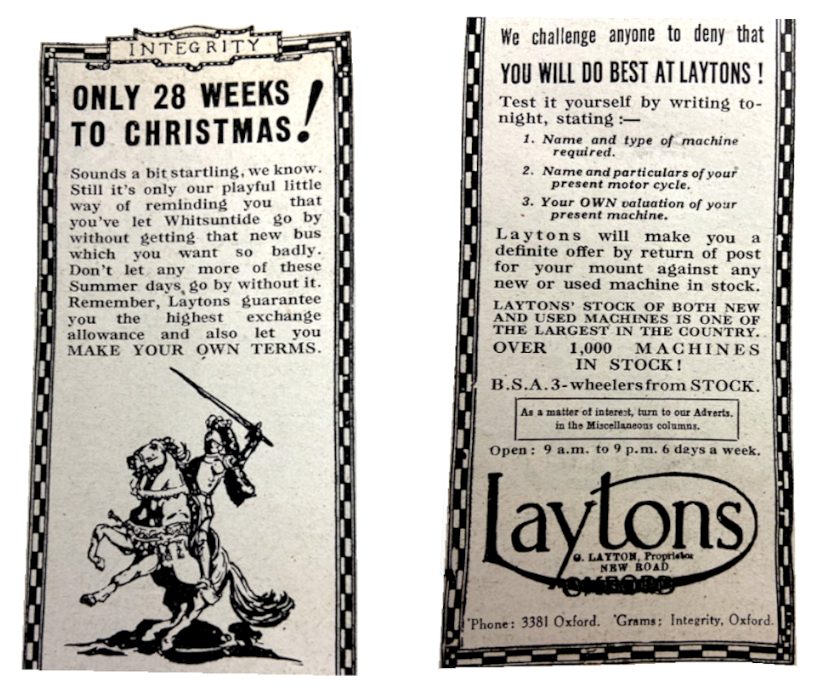 INTEGRITY
ONLY 28 WEEKS
TO CHRISTMAS!
Sounds a bit startling, we know.
Still it's only our playful little
way of reminding you that
you've let Whitsuntide go by
without getting that new bus
which you want so badly.
Don't let any more of these
Summer days go by without it.
Remember, Laytons guarantee
you the highest exchange
allowance and also let you
MAKE YOUR OWN TERMS.
We challenge anyone to deny that
YOU WILL DO BEST AT LAYTONS!
Test it yourself by writing to-
night, stating :—
1. Name and type of machine
required.
2. Name and particulars of your
present motor cycle.
3. Your OWN valuation of your
present machine.
Laytons will make you a
definite offer by return of post
for your mount against any
new or used machine in stock.
LAYTONS' STOCK OF BOTH NEW
AND USED MACHINES IS ONE OF
THE LARGEST IN THE COUNTRY.
OVER 1,000 MACHINES
IN STOCK!
B.S.A. 3-wheelers from STOCK.
As a matter of interest, turn to our Adverts.
in the Miscellaneous columns.
Open: 9 a.m. to 9 p.m. 6 days a week.
Laytons
G. LAYTON, Proprietor
NEW ROAD
OXFORD
'Phone: 3381 Oxford. 'Grams: Integrity, Oxford.